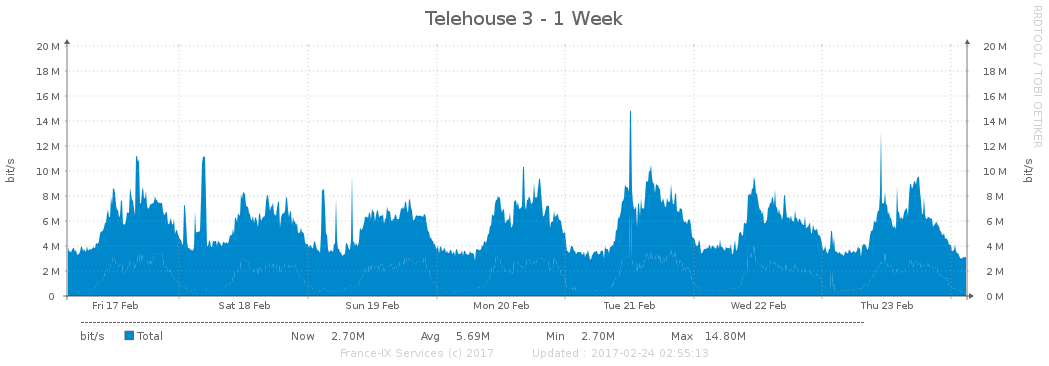 Telehouse 3 - 1 Week
RRDTOOL / TOBI OETIKER
bit/s
bit/s
20 M 20 M
18 M 18 M
16 M 16 M
14 M 14 M
12 M 12 M
10 M 10 M
8 M 8 M
6 M 6 M
4 M 4 M
2 M 2 M
0 0 M
Fri 17 Feb Sat 18 Feb Sun 19 Feb Mon 20 Feb Tue 21 Feb Wed 22 Feb Thu 23 Feb
bit/s Total Now 2.70M Avg 5.69M Min 2.70M Max 14.80M
France-IX Services (c) 2017 Updated : 2017-02-24 02:55:13